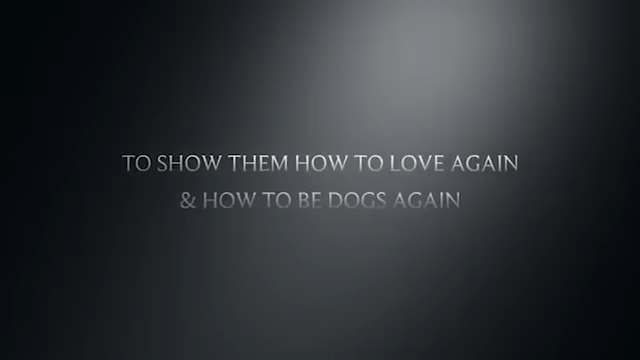 TO SHOW THEM HOW TO LOVE AGAIN
& HOW TO BE DOGS AGAIN